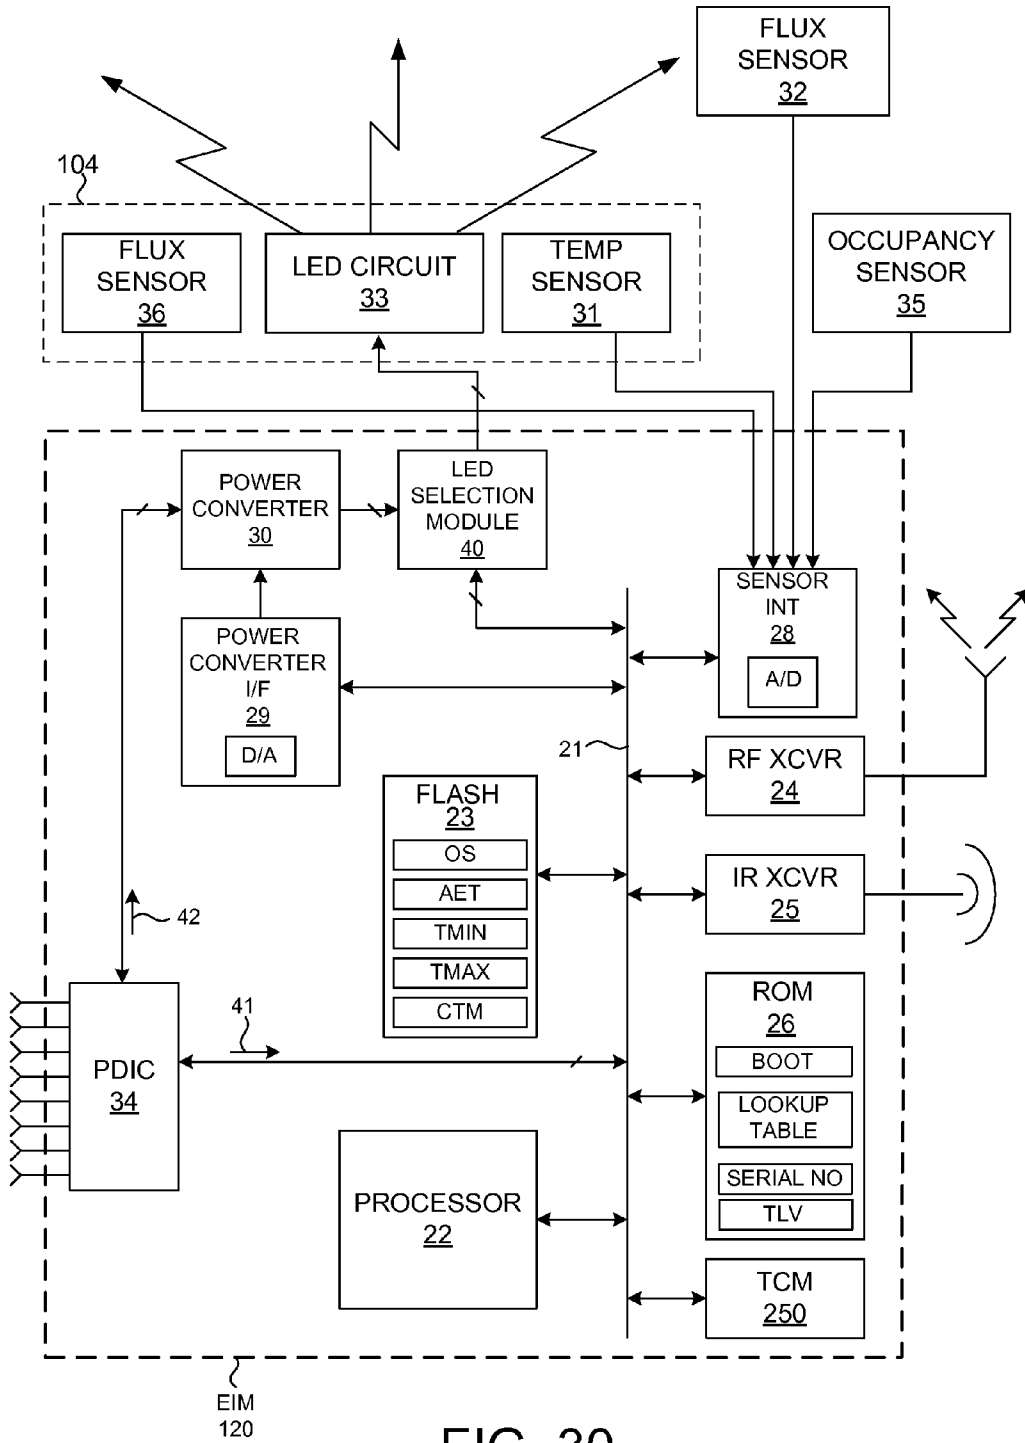 FLUX
SENSOR
32
104
FLUX
SENSOR
36
LED CIRCUIT
33
TEMP
SENSOR
31
OCCUPANCY
SENSOR
35
POWER
CONVERTER
30
LED
SELECTION
MODULE
40
SENSOR
INT
28
A/D
POWER
CONVERTER
I/F
29
D/A
21
RF XCVR
24
FLASH
23
OS
AET
TMIN
TMAX
CTM
IR XCVR
25
42
41
PDIC
34
ROM
26
BOOT
LOOKUP
TABLE
SERIAL NO
TLV
PROCESSOR
22
TCM
250
EIM
120
FIG. 30